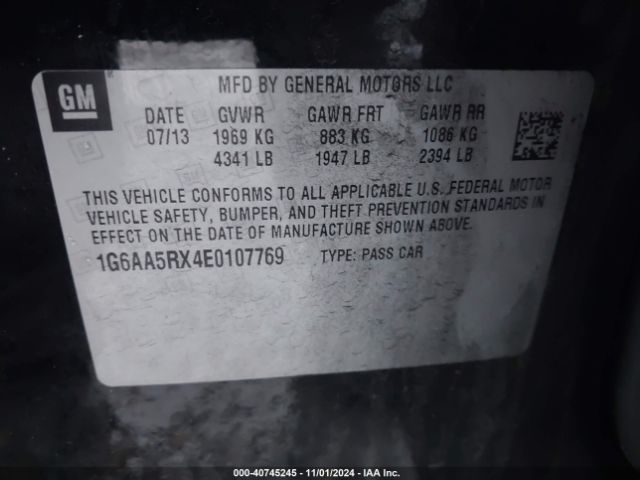 GM
MFD BY GENERAL MOTORS LLC
DATE GVWR GAWR FRT GAWR RR
07/13 1969 KG 883 KG 1086 KG
4341 LB 1947 LB 2394 LB
THIS VEHICLE CONFORMS TO ALL APPLICABLE U.S. FEDERAL MOTOR
VEHICLE SAFETY, BUMPER, AND THEFT PREVENTION STANDARDS IN
EFFECT ON THE DATE OF MANUFACTURE SHOWN ABOVE.
1G6AA5RX4E0107769 TYPE: PASS CAR
000-40745245 - 11/01/2024 - IAA Inc.